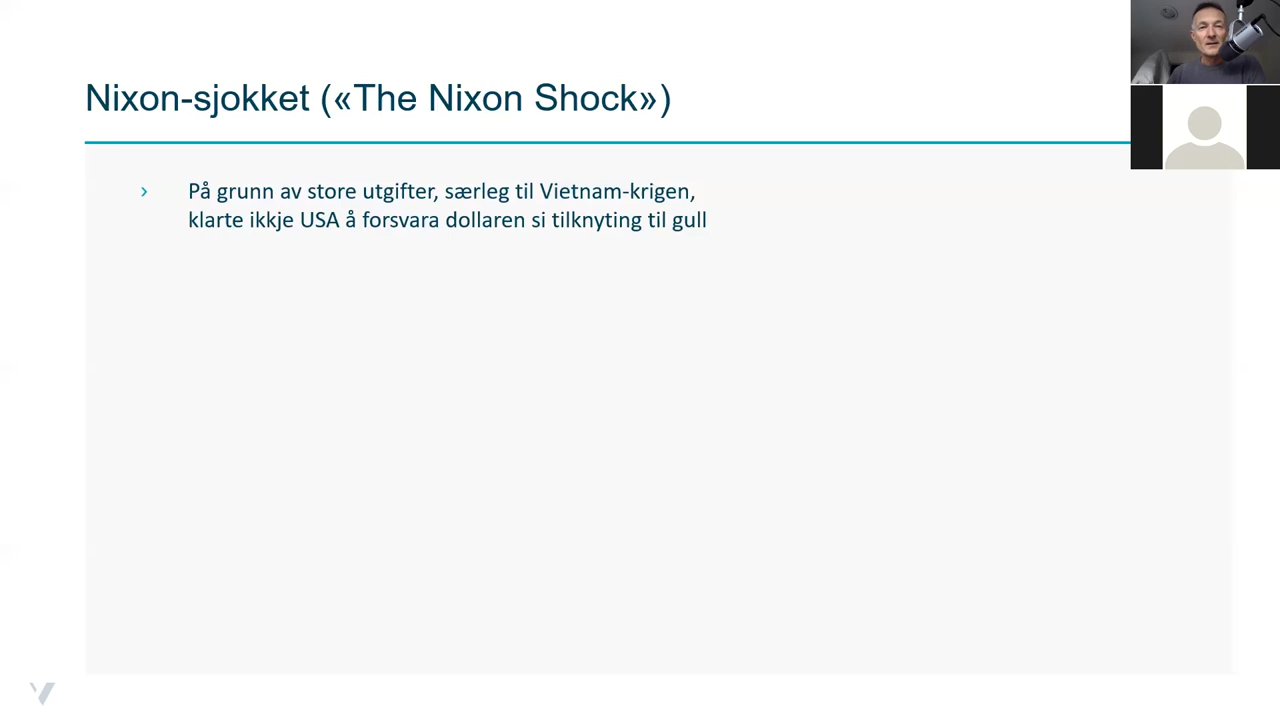 Nixon-sjokket («The Nixon Shock»)
På grunn av store utgifter, særleg til Vietnam-krigen,
klarte ikkje USA å forsvara dollaren si tilknyting til gull